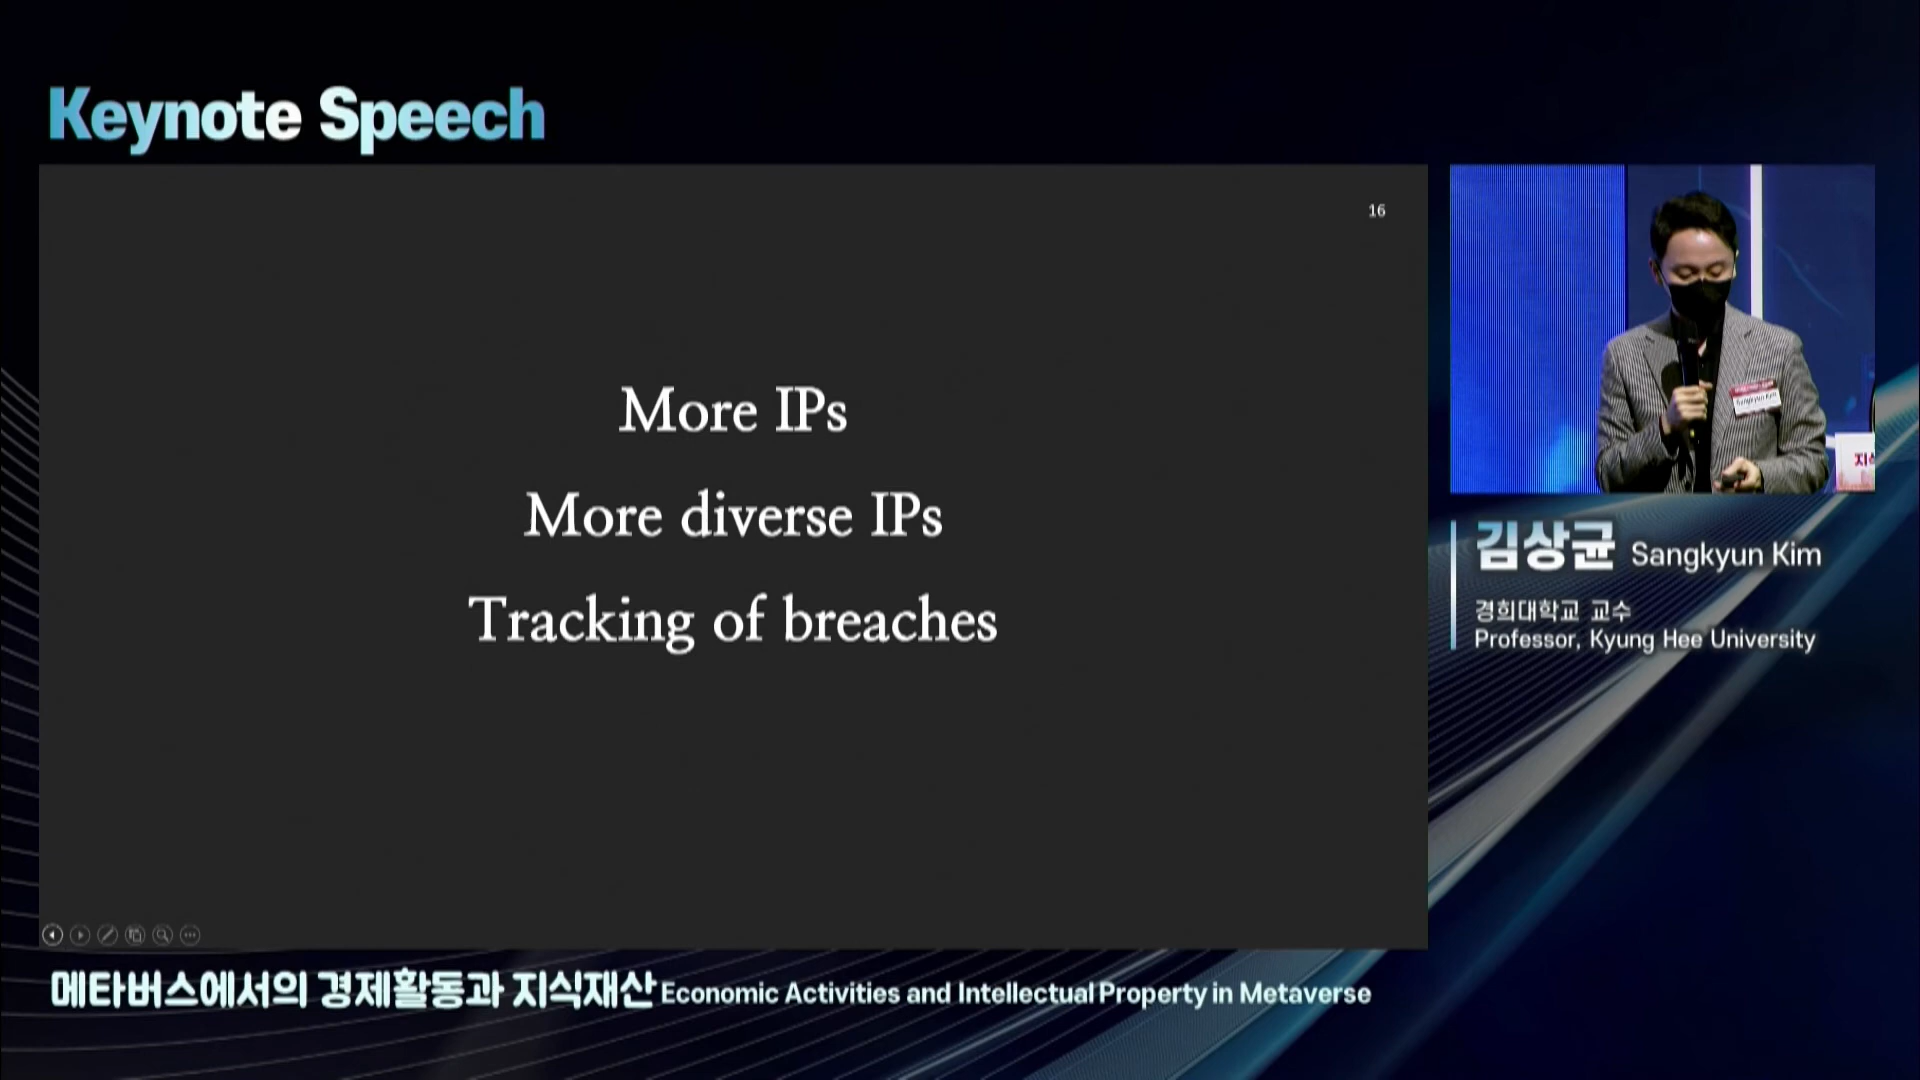 Keynote Speech
16
More IPs
More diverse IPs
Tracking of breaches
Sangkyun Kim
김상균 Sangkyun Kim
경희대학교 교수
Professor, Kyung Hee University
메타버스에서의 경제활동과 지식재산 Economic Activities and Intellectual Property in Metaverse